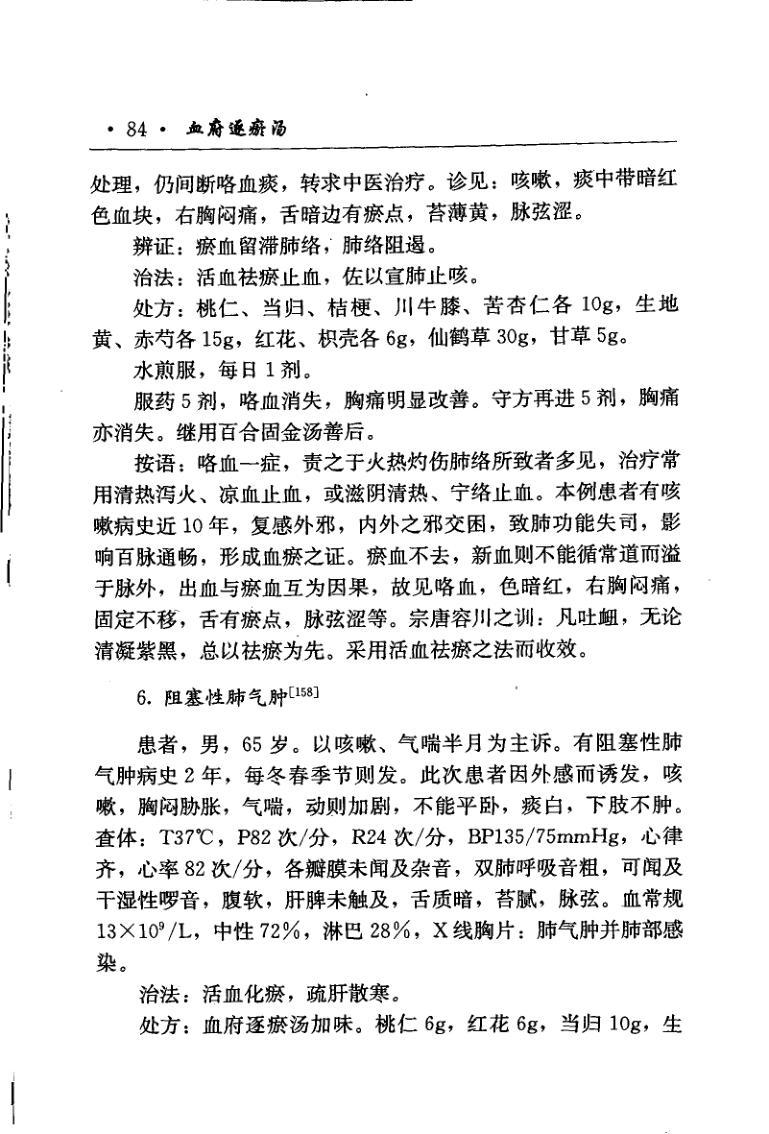 · 84 · 血府逐瘀汤
处理，仍间断咯血痰，转求中医治疗。诊见：咳嗽，痰中带暗红
色血块，右胸闷痛，舌暗边有瘀点，苔薄黄，脉弦涩。
辨证：瘀血留滞肺络，肺络阻遏。
治法：活血祛瘀止血，佐以宣肺止咳。
处方：桃仁、当归、桔梗、川牛膝、苦杏仁各 10g，生地
黄、赤芍各 15g，红花、枳壳各 6g，仙鹤草 30g，甘草 5g。
水煎服，每日 1 剂。
服药 5 剂，咯血消失，胸痛明显改善。守方再进 5 剂，胸痛
亦消失。继用百合固金汤善后。
按语：咯血一症，责之于火热灼伤肺络所致者多见，治疗常
用清热泻火、凉血止血，或滋阴清热、宁络止血。本例患者有咳
嗽病史近 10 年，复感外邪，内外之邪交困，致肺功能失司，影
响百脉通畅，形成血瘀之证。瘀血不去，新血则不能循常道而溢
于脉外，出血与瘀血互为因果，故见咯血，色暗红，右胸闷痛，
固定不移，舌有瘀点，脉弦涩等。宗唐容川之训：凡吐衄，无论
清凝紫黑，总以祛瘀为先。采用活血祛瘀之法而收效。
6. 阻塞性肺气肿[158]
患者，男，65 岁。以咳嗽、气喘半月为主诉。有阻塞性肺
气肿病史 2 年，每冬春季节则发。此次患者因外感而诱发，咳
嗽，胸闷胁胀，气喘，动则加剧，不能平卧，痰白，下肢不肿。
查体：T37℃，P82 次/分，R24 次/分，BP135/75mmHg，心律
齐，心率 82 次/分，各瓣膜未闻及杂音，双肺呼吸音粗，可闻及
干湿性啰音，腹软，肝脾未触及，舌质暗，苔腻，脉弦。血常规
13×10⁹/L，中性 72％，淋巴 28％，X 线胸片：肺气肿并肺部感
染。
治法：活血化瘀，疏肝散寒。
处方：血府逐瘀汤加味。桃仁 6g，红花 6g，当归 10g，生